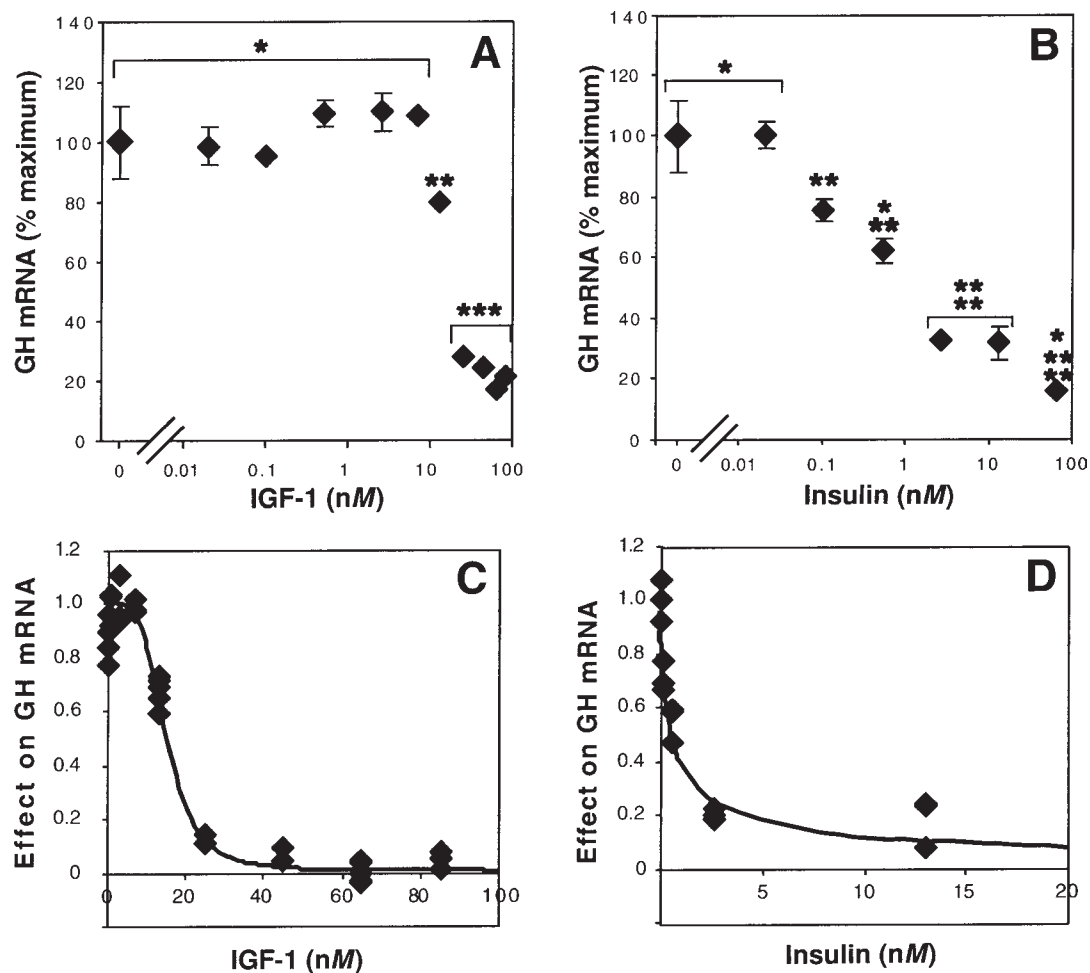 A
GH mRNA (% maximum)
140
120
100
80
60
40
20
0
*
**
***
0 0.01 0.1 1 10 100
IGF-1 (nM)
B
GH mRNA (% maximum)
140
120
100
80
60
40
20
0
*
**
*
**
**
**
*
**
**
0 0.01 0.1 1 10 100
Insulin (nM)
C
Effect on GH mRNA
1.2
1.0
0.8
0.6
0.4
0.2
0
0 20 40 60 80 100
IGF-1 (nM)
D
Effect on GH mRNA
1.2
1.0
0.8
0.6
0.4
0.2
0
5 10 15 20
Insulin (nM)